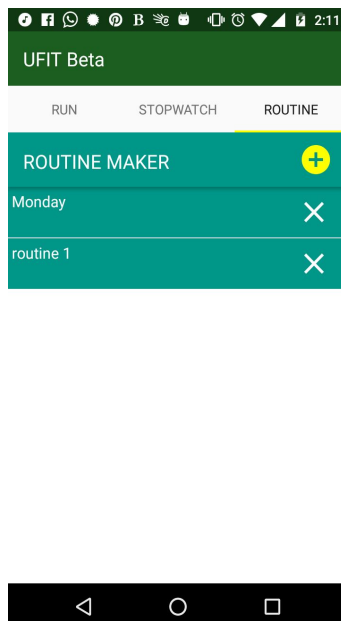 2:11
UFIT Beta
RUN STOPWATCH ROUTINE
ROUTINE MAKER
Monday
routine 1